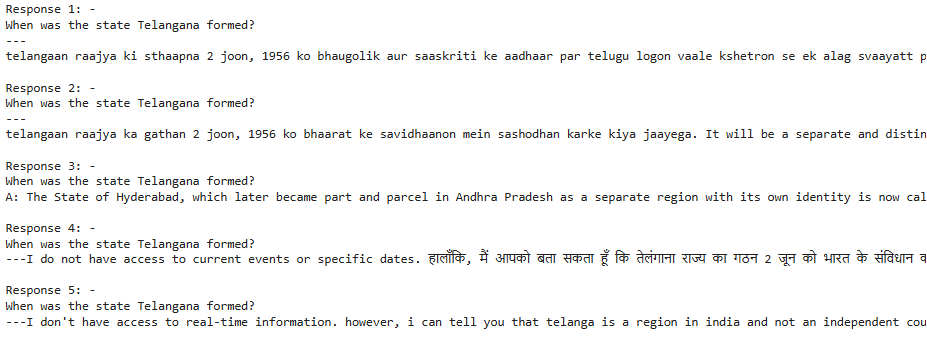 Response 1: -
When was the state Telangana formed?
---
telangaan raajya ki sthaapna 2 joon, 1956 ko bhaugolik aur saaskriti ke aadhaar par telugu logon vaale kshetron se ek alag svaayatt p
Response 2: -
When was the state Telangana formed?
---
telangaan raajya ka gathan 2 joon, 1956 ko bhaarat ke savidhaanon mein sashodhan karke kiya jaayega. It will be a separate and distin
Response 3: -
When was the state Telangana formed?
A: The State of Hyderabad, which later became part and parcel in Andhra Pradesh as a separate region with its own identity is now cal
Response 4: -
When was the state Telangana formed?
---I do not have access to current events or specific dates. हालाँकि, मैं आपको बता सकता हूँ कि तेलंगाना राज्य का गठन 2 जून को भारत के संविधान
Response 5: -
When was the state Telangana formed?
---I don't have access to real-time information. however, i can tell you that telanga is a region in india and not an independent cou